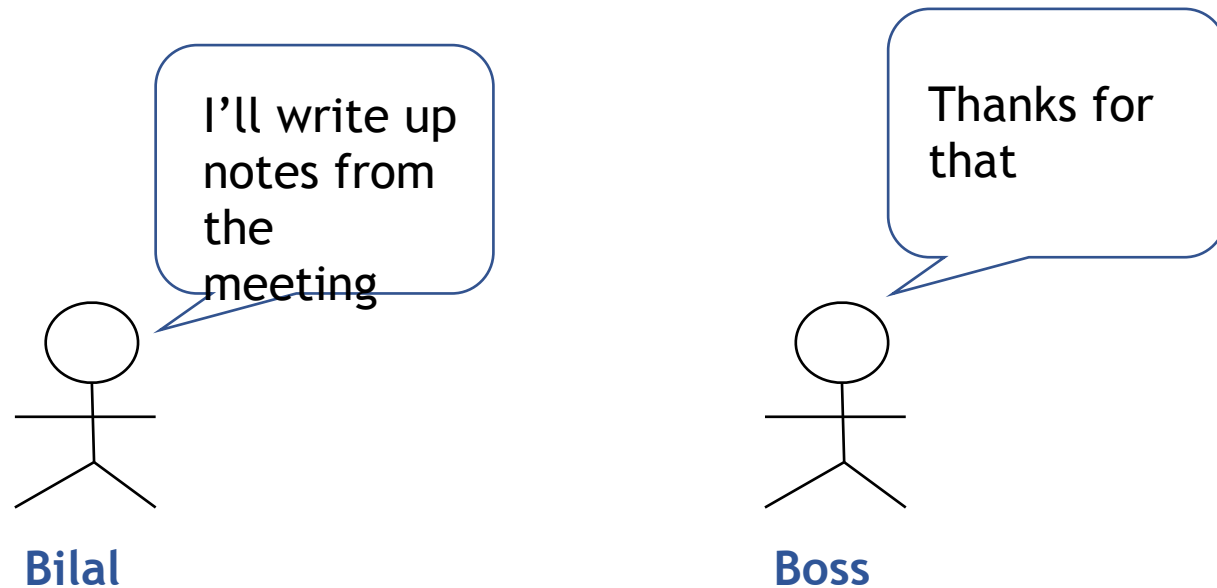 I’ll write up
notes from
the
meeting
Thanks for
that
Bilal
Boss